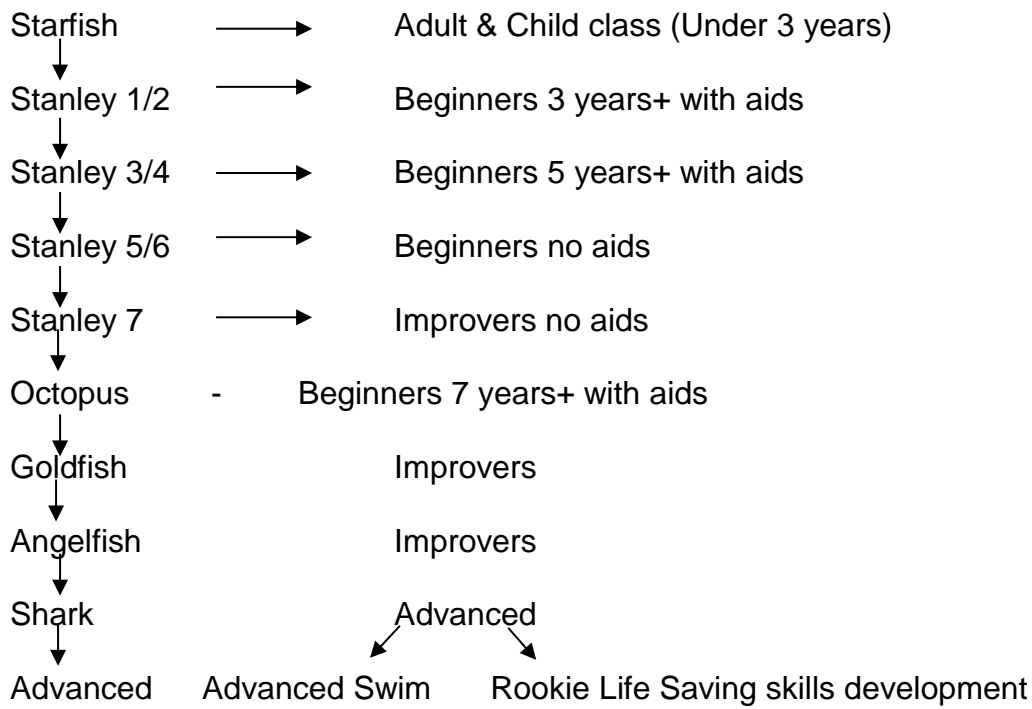 Starfish Adult & Child class (Under 3 years)
Stanley 1/2 Beginners 3 years+ with aids
Stanley 3/4 Beginners 5 years+ with aids
Stanley 5/6 Beginners no aids
Stanley 7 Improvers no aids
Octopus - Beginners 7 years+ with aids
Goldfish Improvers
Angelfish Improvers
Shark Advanced
Advanced Advanced Swim Rookie Life Saving skills development